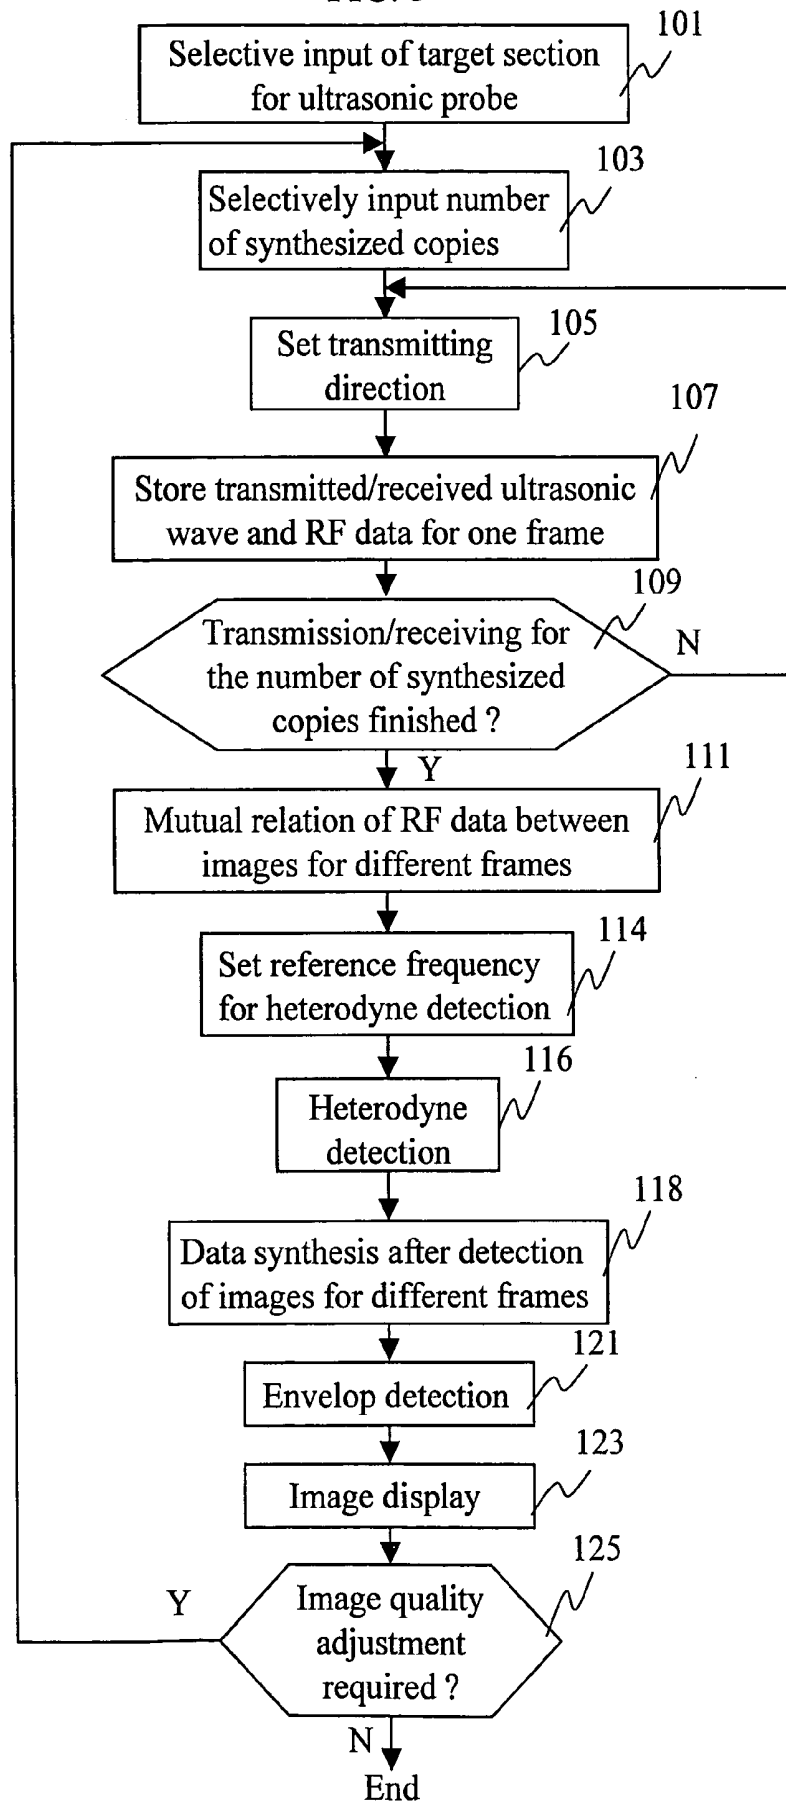 101
Selective input of target section
for ultrasonic probe
103
Selectively input number
of synthesized copies
105
Set transmitting
direction
107
Store transmitted/received ultrasonic
wave and RF data for one frame
109
Transmission/receiving for
the number of synthesized
copies finished ?
N
Y
111
Mutual relation of RF data between
images for different frames
114
Set reference frequency
for heterodyne detection
116
Heterodyne
detection
118
Data synthesis after detection
of images for different frames
121
Envelop detection
123
Image display
125
Y
Image quality
adjustment
required ?
N
End